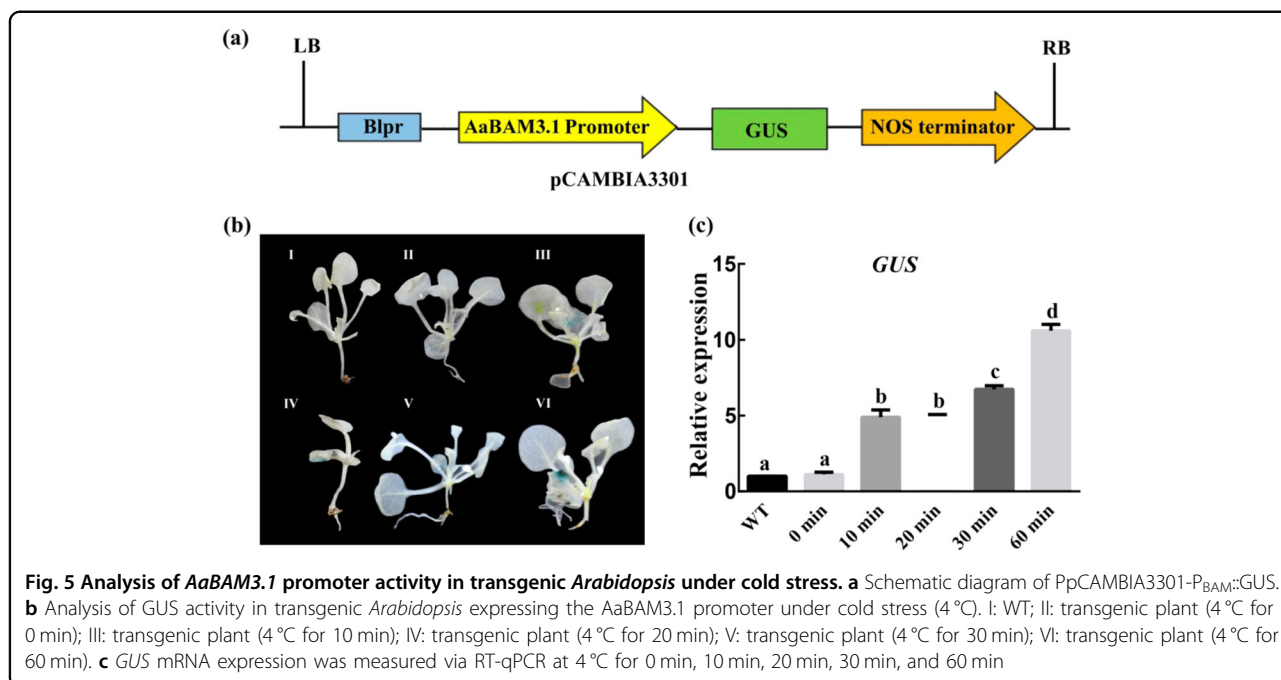 (a)
LB
RB
Blpr
AaBAM3.1 Promoter
GUS
NOS terminator
pCAMBIA3301
(b)
I
II
III
IV
V
VI
(c)
GUS
Relative expression
15
10
5
0
a
a
b
b
c
d
WT
0 min
10 min
20 min
30 min
60 min
Fig. 5 Analysis of AaBAM3.1 promoter activity in transgenic Arabidopsis under cold stress. a Schematic diagram of PpCAMBIA3301-PBAM::GUS.
b Analysis of GUS activity in transgenic Arabidopsis expressing the AaBAM3.1 promoter under cold stress (4 °C). I: WT; II: transgenic plant (4 °C for
0 min); III: transgenic plant (4 °C for 10 min); IV: transgenic plant (4 °C for 20 min); V: transgenic plant (4 °C for 30 min); VI: transgenic plant (4 °C for
60 min). c GUS mRNA expression was measured via RT-qPCR at 4 °C for 0 min, 10 min, 20 min, 30 min, and 60 min